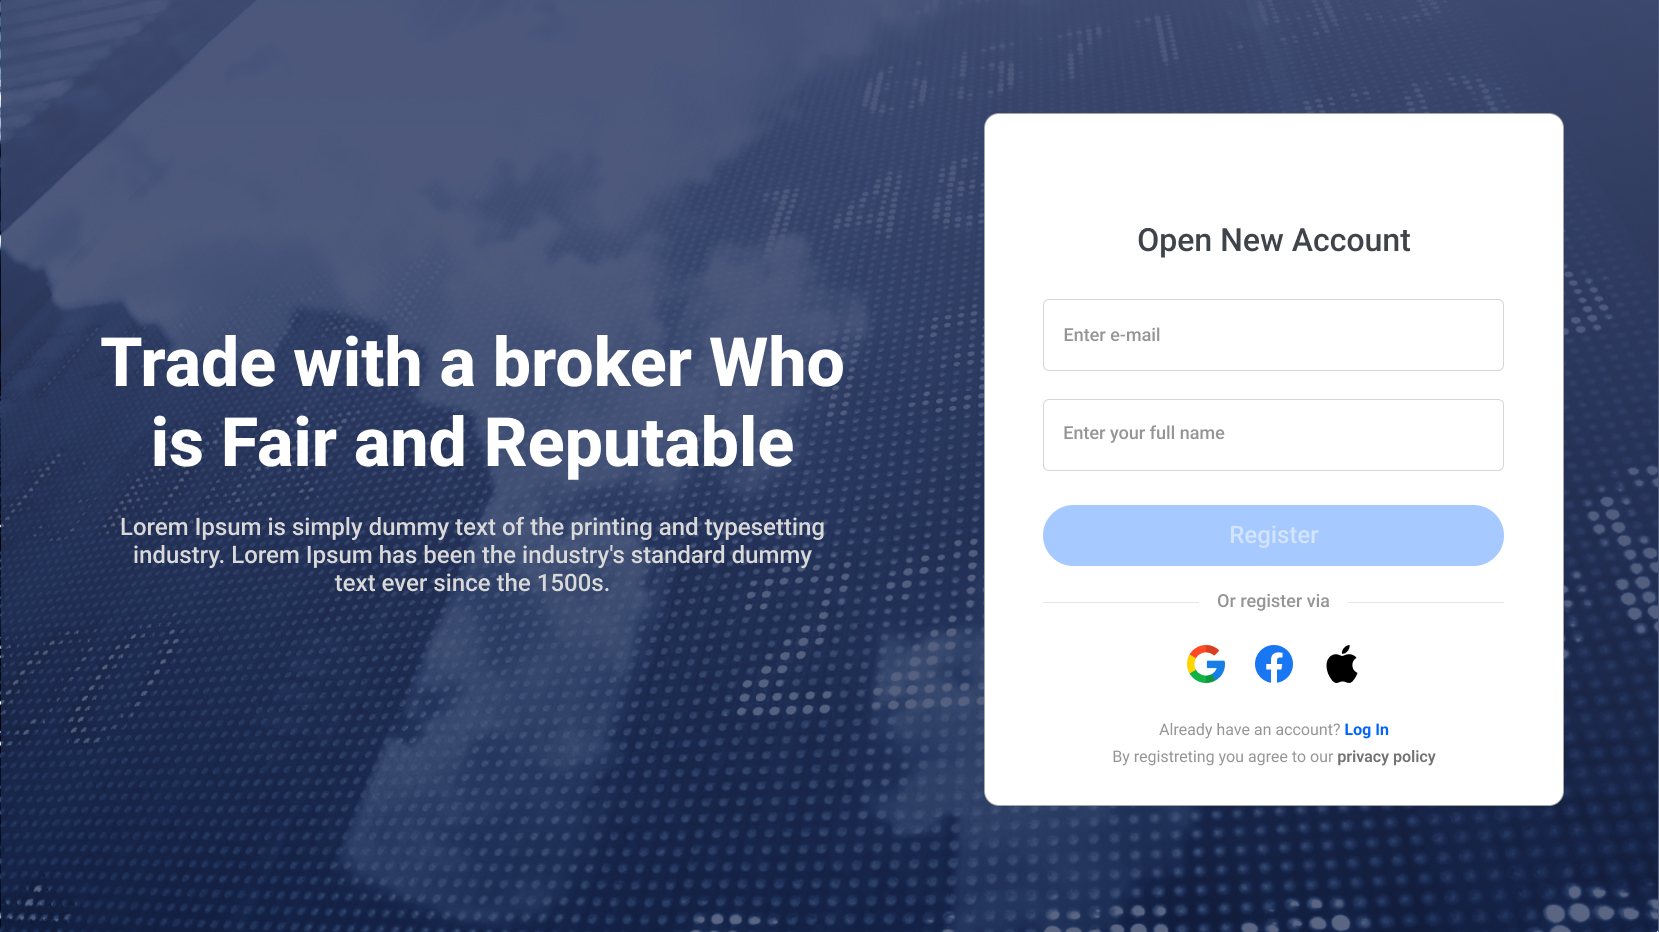 Trade with a broker Who
is Fair and Reputable
Lorem Ipsum is simply dummy text of the printing and typesetting
industry. Lorem Ipsum has been the industry's standard dummy
text ever since the 1500s.
Open New Account
Enter e-mail
Enter your full name
Register
Or register via
Already have an account? Log In
By registreting you agree to our privacy policy